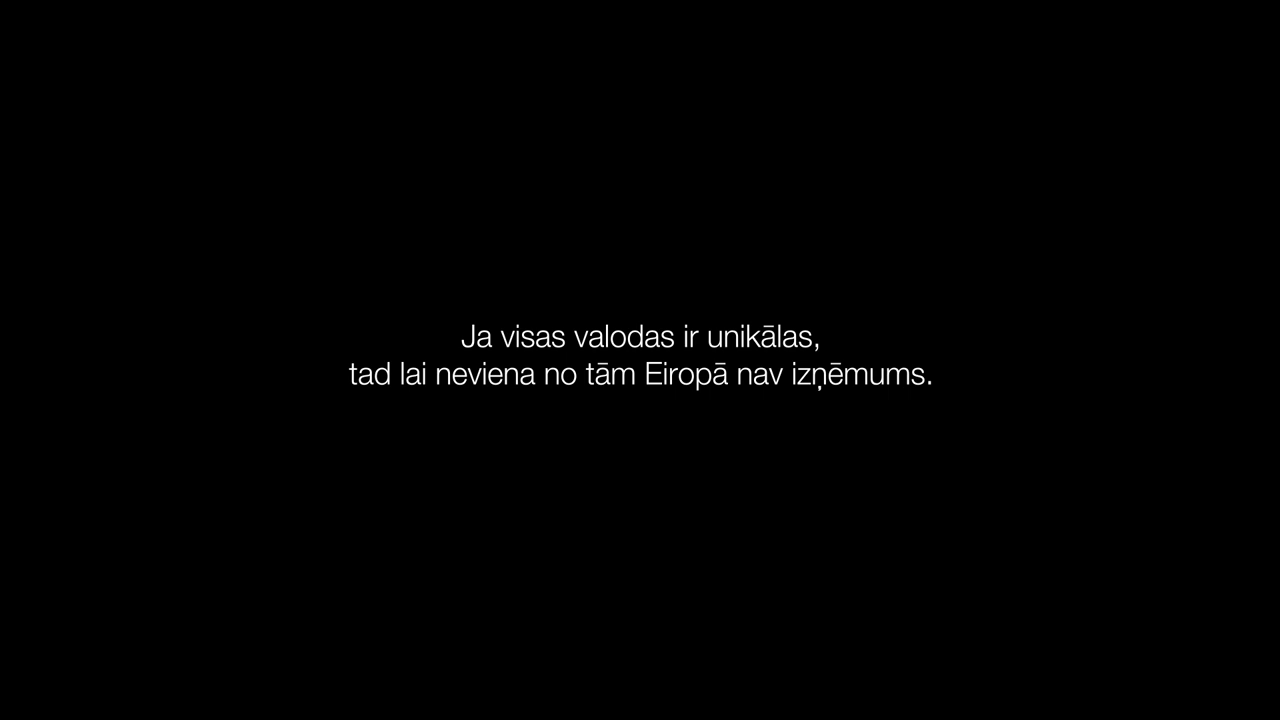 Ja visas valodas ir unikālas,
tad lai neviena no tām Eiropā nav izņēmums.